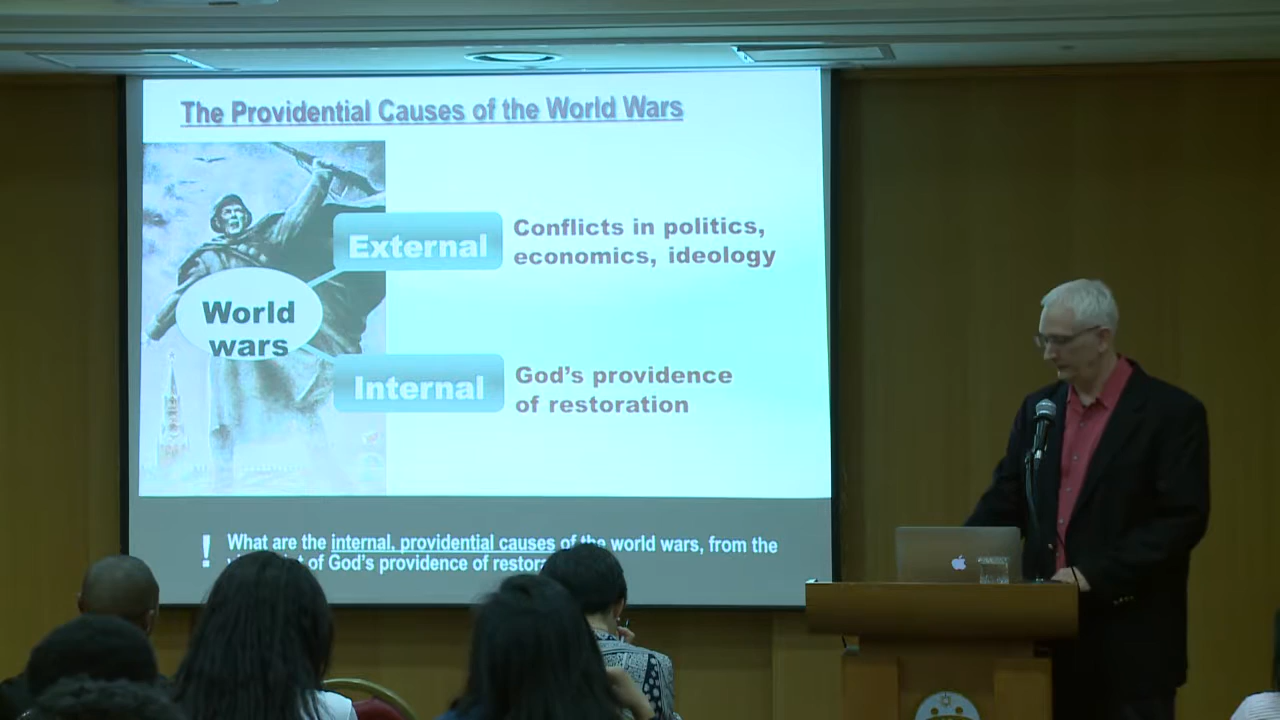 The Providential Causes of the World Wars
External
Conflicts in politics,
economics, ideology
World
wars
Internal
God's providence
of restoration
! What are the internal, providential causes of the world wars, from the
of God's providence of